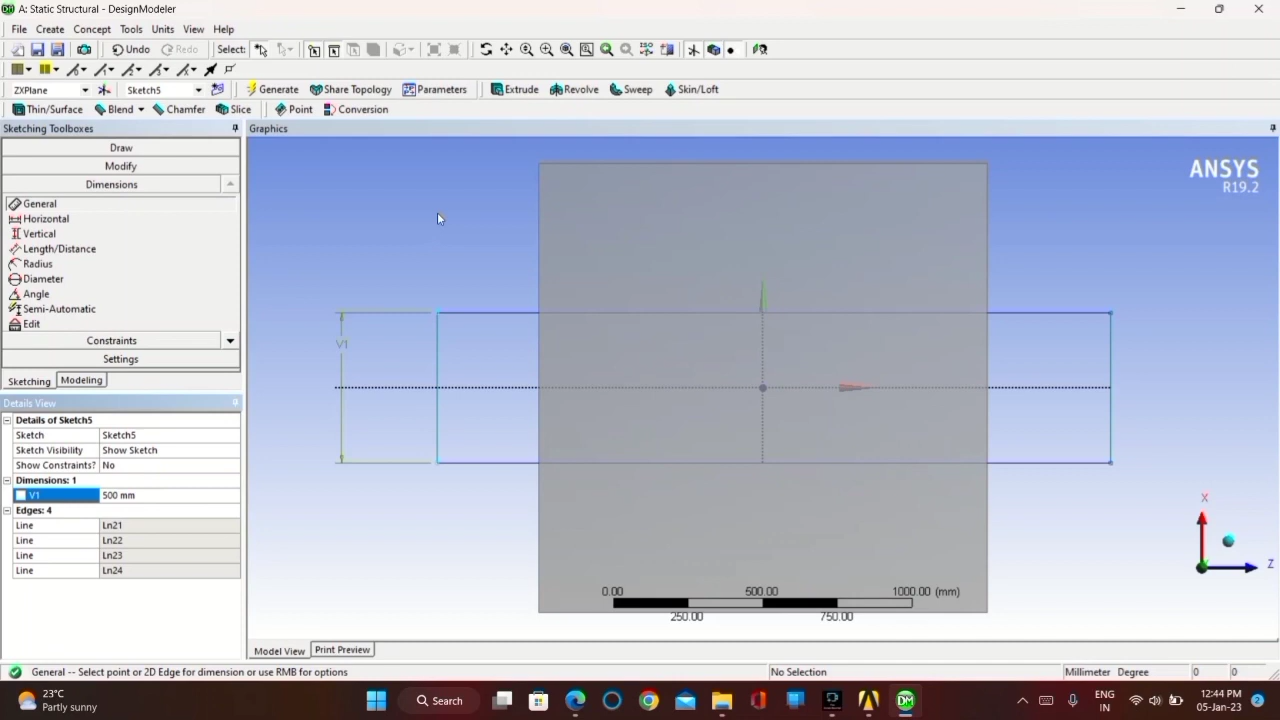 A: Static Structural - DesignModeler
File Create Concept Tools Units View Help
Undo Redo Select:
ZXPlane Sketch5 Generate Share Topology Parameters Extrude Revolve Sweep Skin/Loft
Thin/Surface Blend Chamfer Slice Point Conversion
Sketching Toolboxes
Draw
Modify
Dimensions
General
Horizontal
Vertical
Length/Distance
Radius
Diameter
Angle
Semi-Automatic
Edit
Constraints
Settings
Sketching Modeling
Details View
Details of Sketch5
Sketch Sketch5
Sketch Visibility Show Sketch
Show Constraints? No
Dimensions: 1
V1 500 mm
Edges: 4
Line Ln21
Line Ln22
Line Ln23
Line Ln24
Graphics
ANSYS
R19.2
V1
X
Z
0.00 500.00 1000.00 (mm)
250.00 750.00
Model View Print Preview
General -- Select point or 2D Edge for dimension or use RMB for options No Selection Millimeter Degree 0 0
23°C
Partly sunny
Search
ENG
IN
12:44 PM
05-Jan-23
2